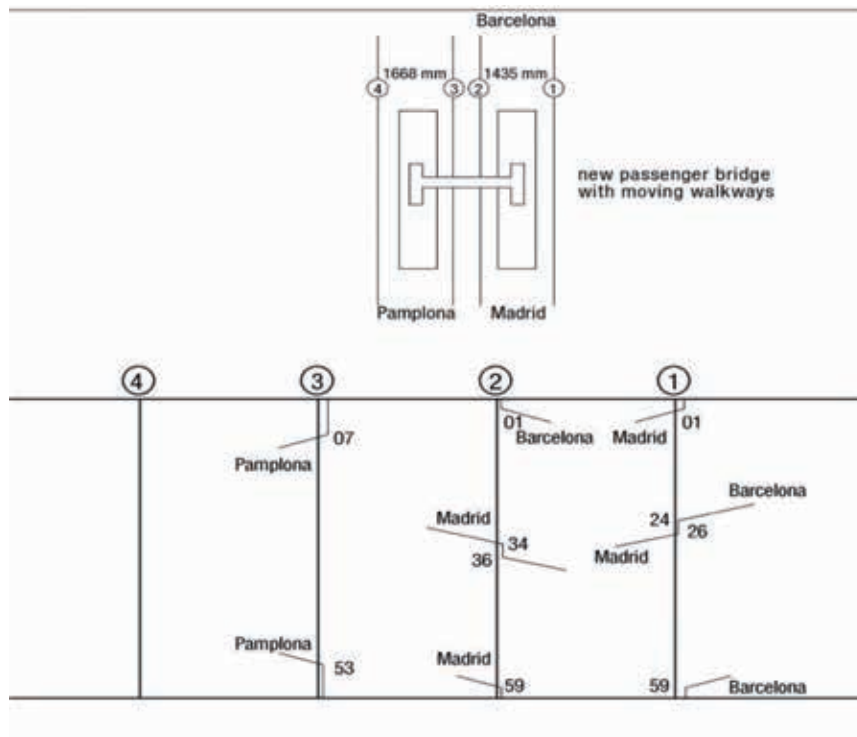 Barcelona
1668 mm 1435 mm
4 3 2 1
new passenger bridge
with moving walkways
Pamplona Madrid
4 3 2 1
01 01
Barcelona Madrid
07
Pamplona
Barcelona
Madrid 24
34 26
36 Madrid
Pamplona
Madrid
53
59 59 Barcelona